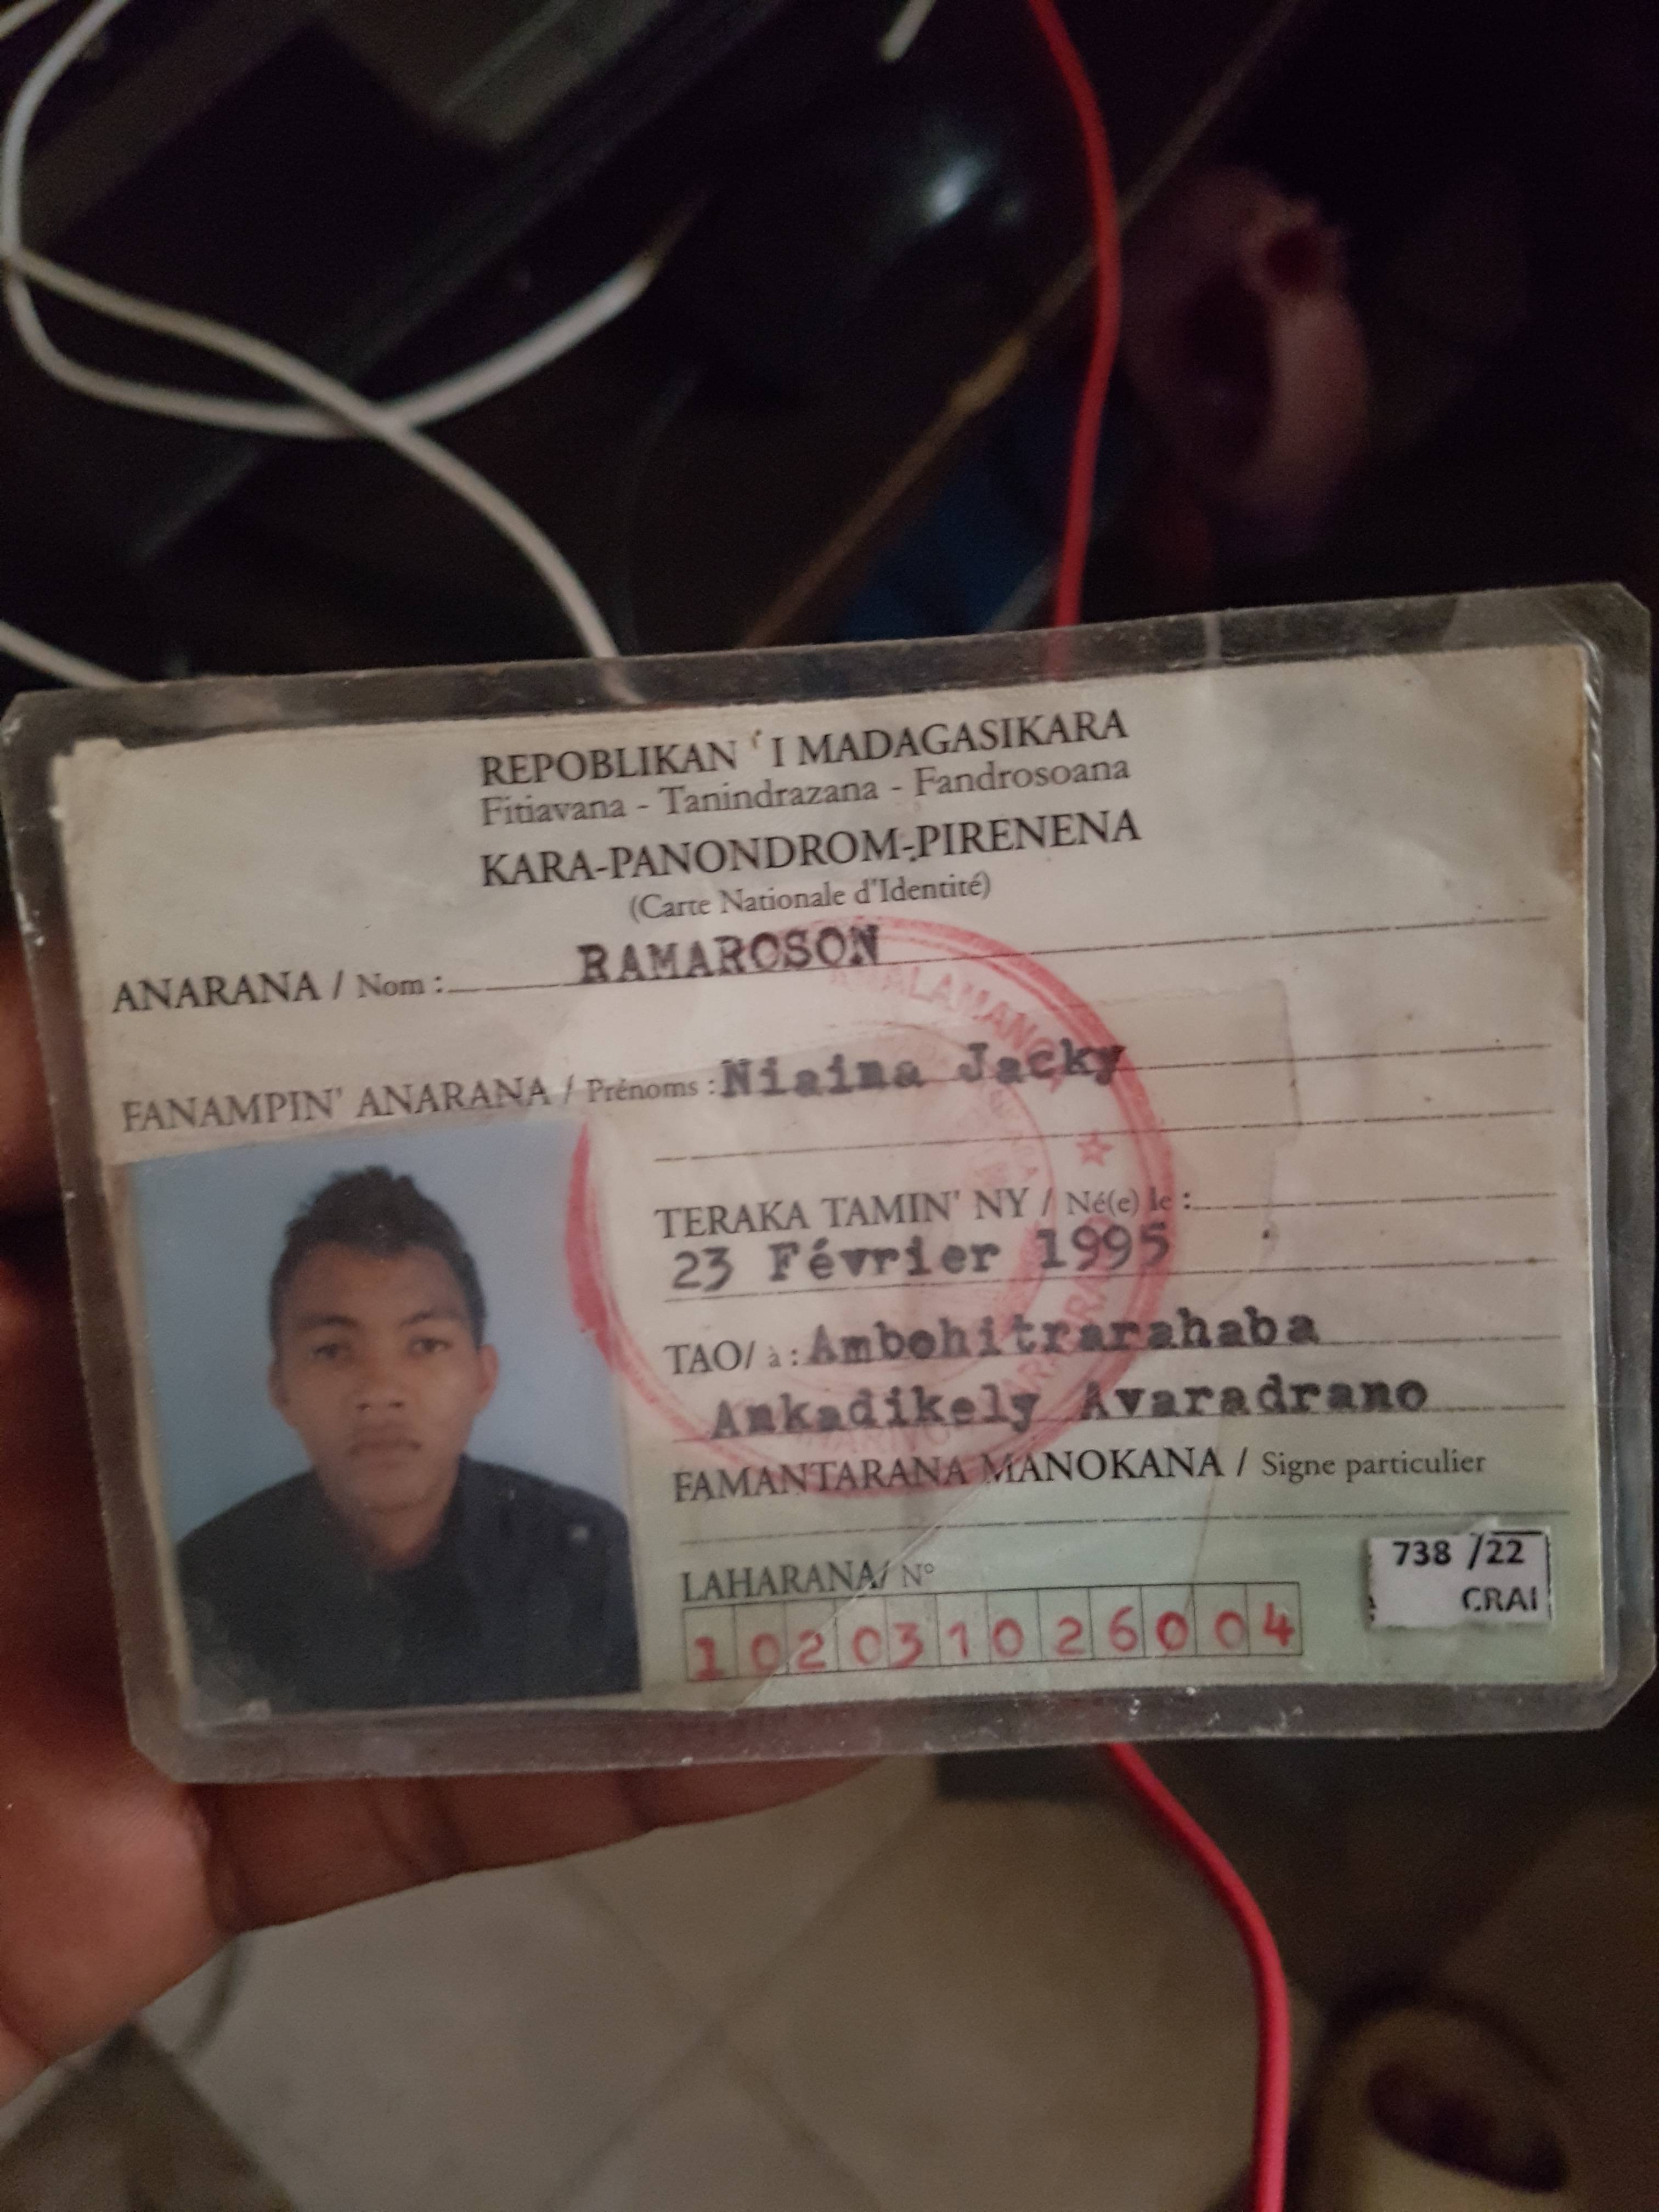 REPOBLIKAN 'I MADAGASIKARA
Fitiavana - Tanindrazana - Fandrosoana
KARA-PANONDROM-PIRENENA
(Carte Nationale d'Identité)
ANARANA / Nom : RAMAROSON
FANAMPIN' ANARANA / Prénoms : Niaina Jacky
TERAKA TAMIN' NY / Né(e) le :
23 Février 1995
TAO/ à : Ambohitrarahaba
Ankadikely Avaradrano
FAMANTARANA MANOKANA / Signe particulier
LAHARANA/ N°
102031026004
738 /22
CRAI